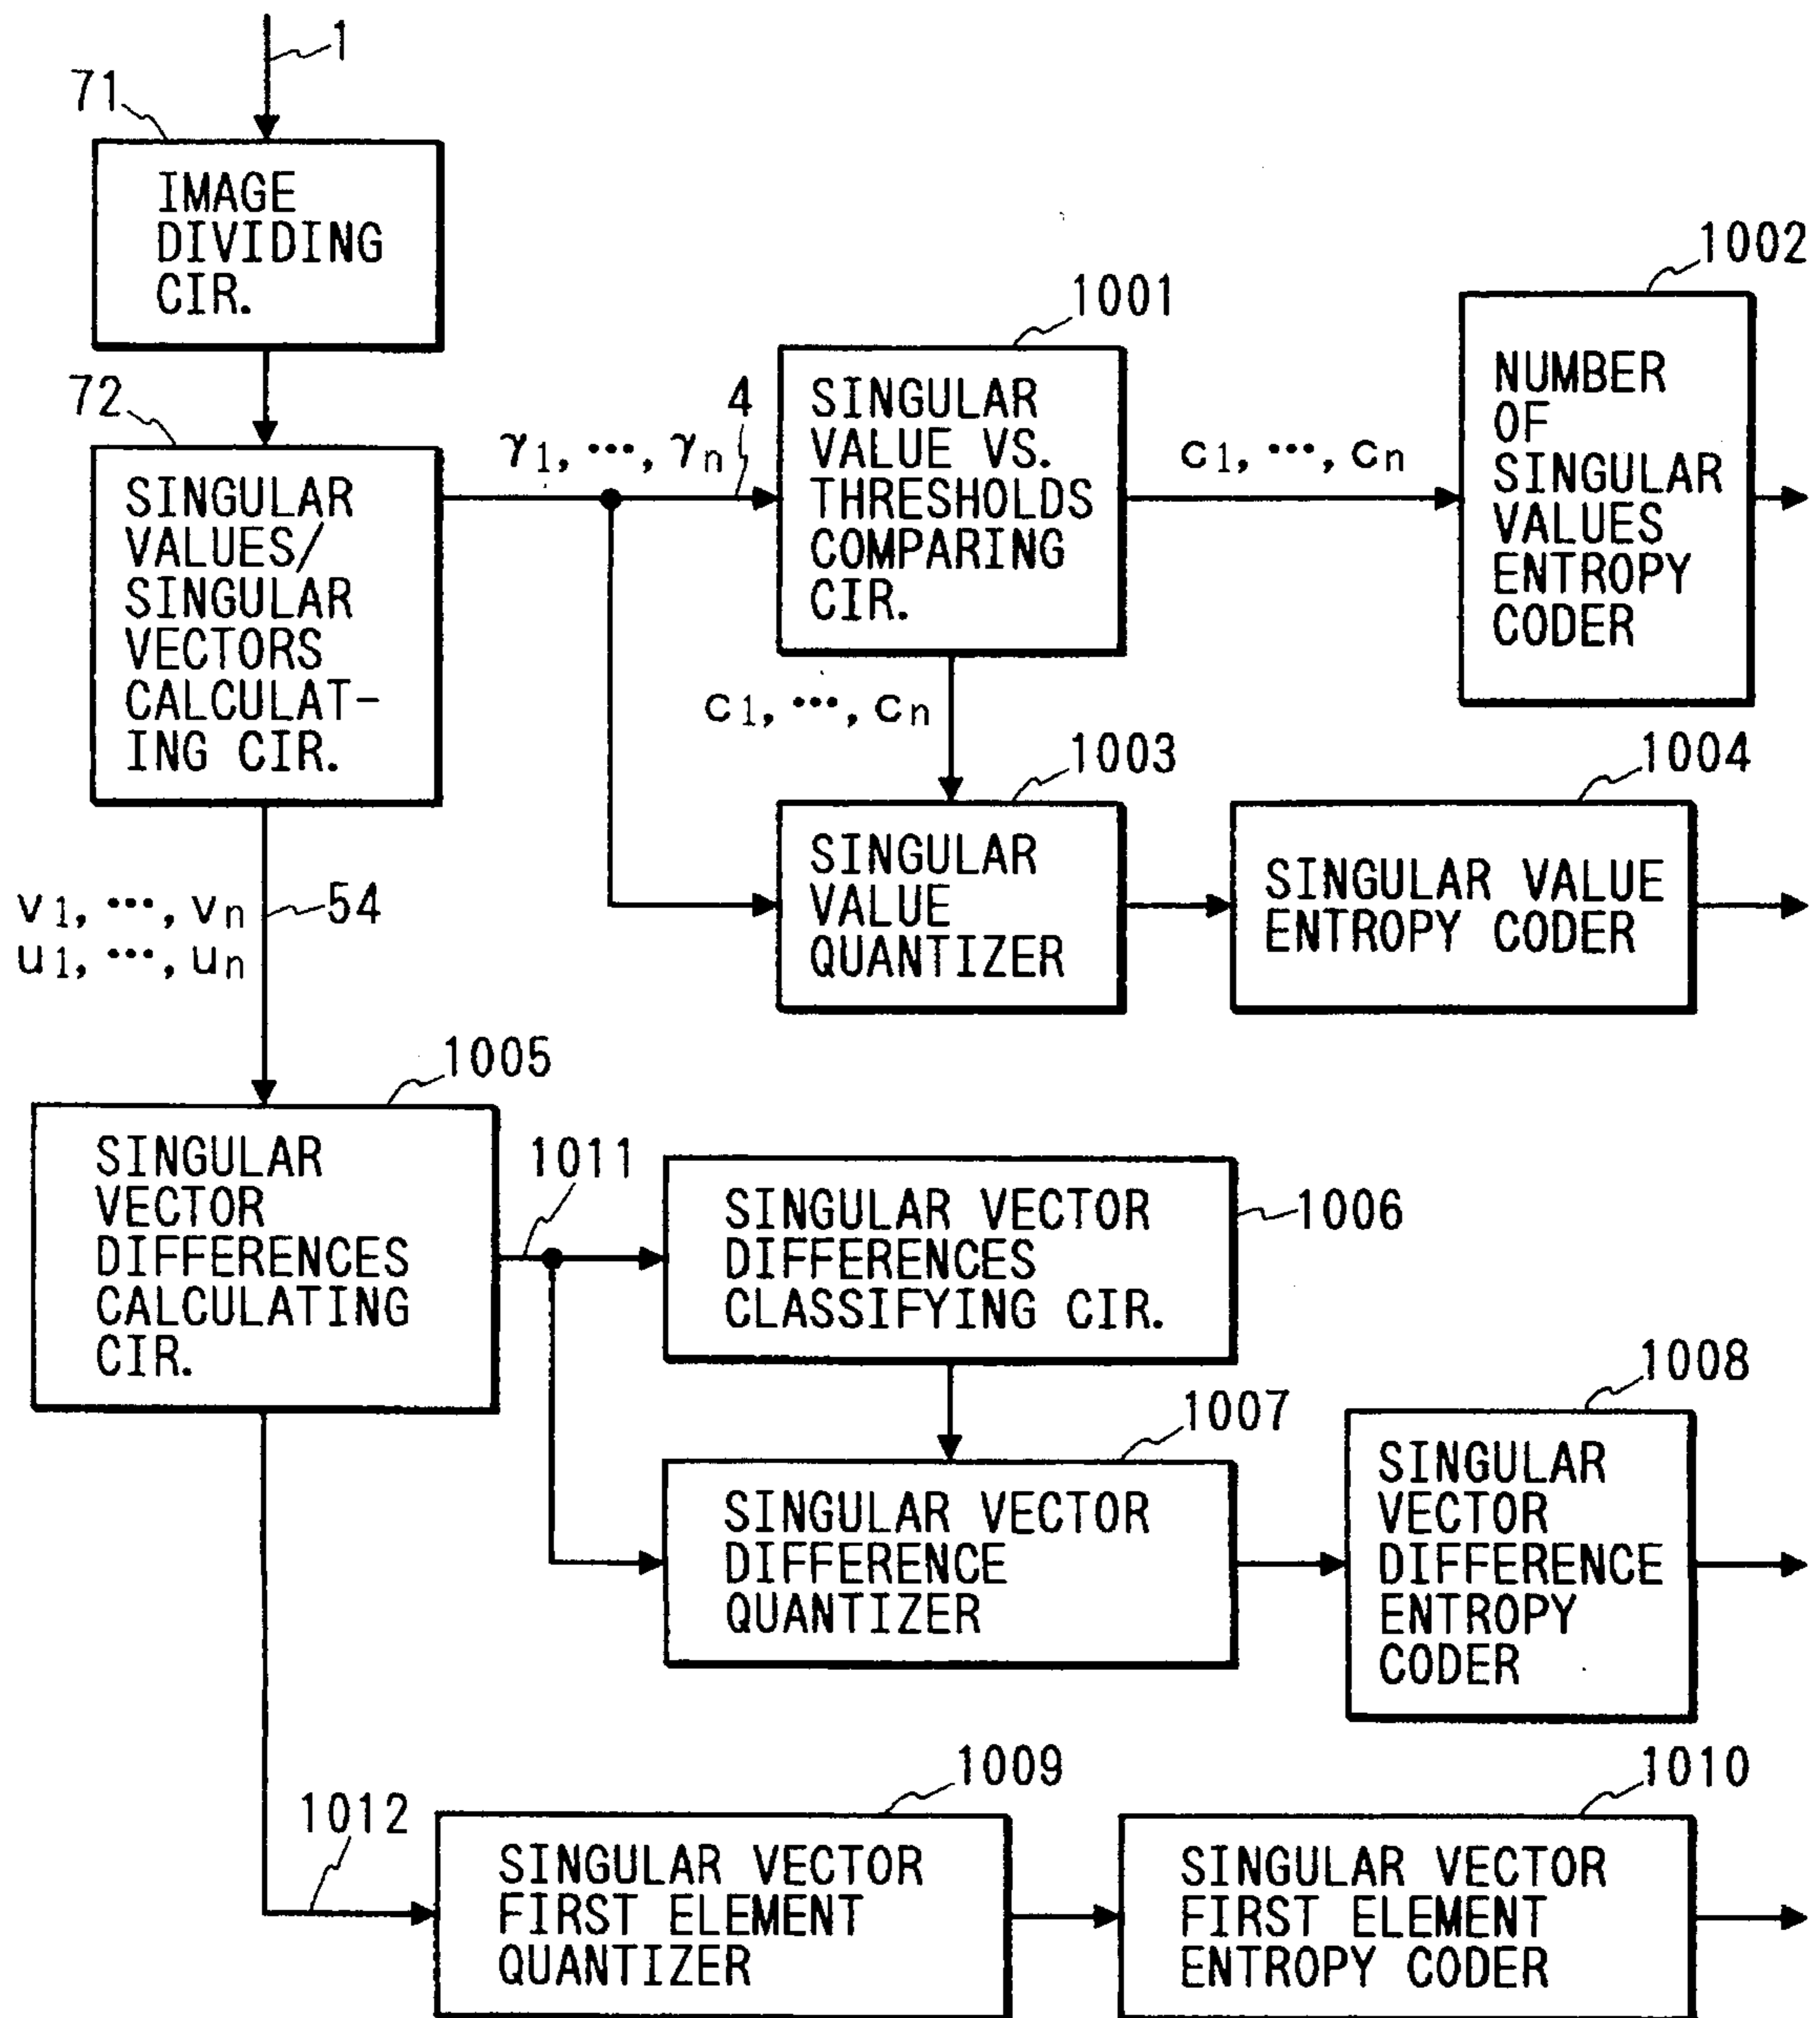 1
71
IMAGE
DIVIDING
CIR.
72
SINGULAR
VALUES/
SINGULAR
VECTORS
CALCULAT-
ING CIR.
γ1, ···, γn
4
1001
SINGULAR
VALUE VS.
THRESHOLDS
COMPARING
CIR.
c1, ···, cn
1002
NUMBER
OF
SINGULAR
VALUES
ENTROPY
CODER
c1, ···, cn
1003
SINGULAR
VALUE
QUANTIZER
1004
SINGULAR VALUE
ENTROPY CODER
v1, ···, vn
u1, ···, un
54
1005
SINGULAR
VECTOR
DIFFERENCES
CALCULATING
CIR.
1011
SINGULAR VECTOR
DIFFERENCES
CLASSIFYING CIR.
1006
1007
SINGULAR VECTOR
DIFFERENCE
QUANTIZER
1008
SINGULAR
VECTOR
DIFFERENCE
ENTROPY
CODER
1012
1009
SINGULAR VECTOR
FIRST ELEMENT
QUANTIZER
1010
SINGULAR VECTOR
FIRST ELEMENT
ENTROPY CODER